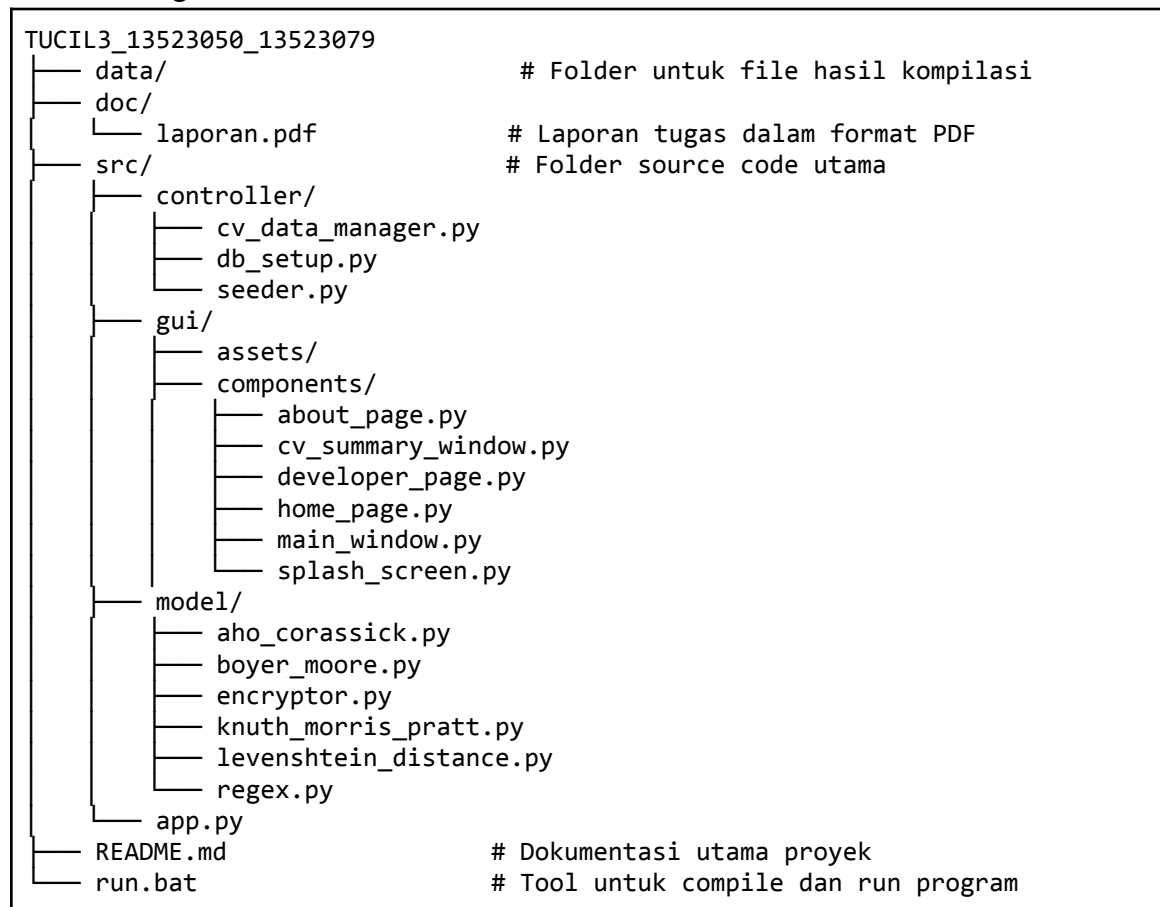 TUCIL3_13523050_13523079
├── data/ # Folder untuk file hasil kompilasi
├── doc/
│   └── laporan.pdf # Laporan tugas dalam format PDF
├── src/ # Folder source code utama
│   ├── controller/
│   │   ├── cv_data_manager.py
│   │   ├── db_setup.py
│   │   └── seeder.py
│   ├── gui/
│   │   ├── assets/
│   │   ├── components/
│   │   │   ├── about_page.py
│   │   │   ├── cv_summary_window.py
│   │   │   ├── developer_page.py
│   │   │   ├── home_page.py
│   │   │   ├── main_window.py
│   │   │   └── splash_screen.py
│   ├── model/
│   │   ├── aho_corassick.py
│   │   ├── boyer_moore.py
│   │   ├── encryptor.py
│   │   ├── knuth_morris_pratt.py
│   │   ├── levenshtein_distance.py
│   │   └── regex.py
│   └── app.py
├── README.md # Dokumentasi utama proyek
└── run.bat # Tool untuk compile dan run program